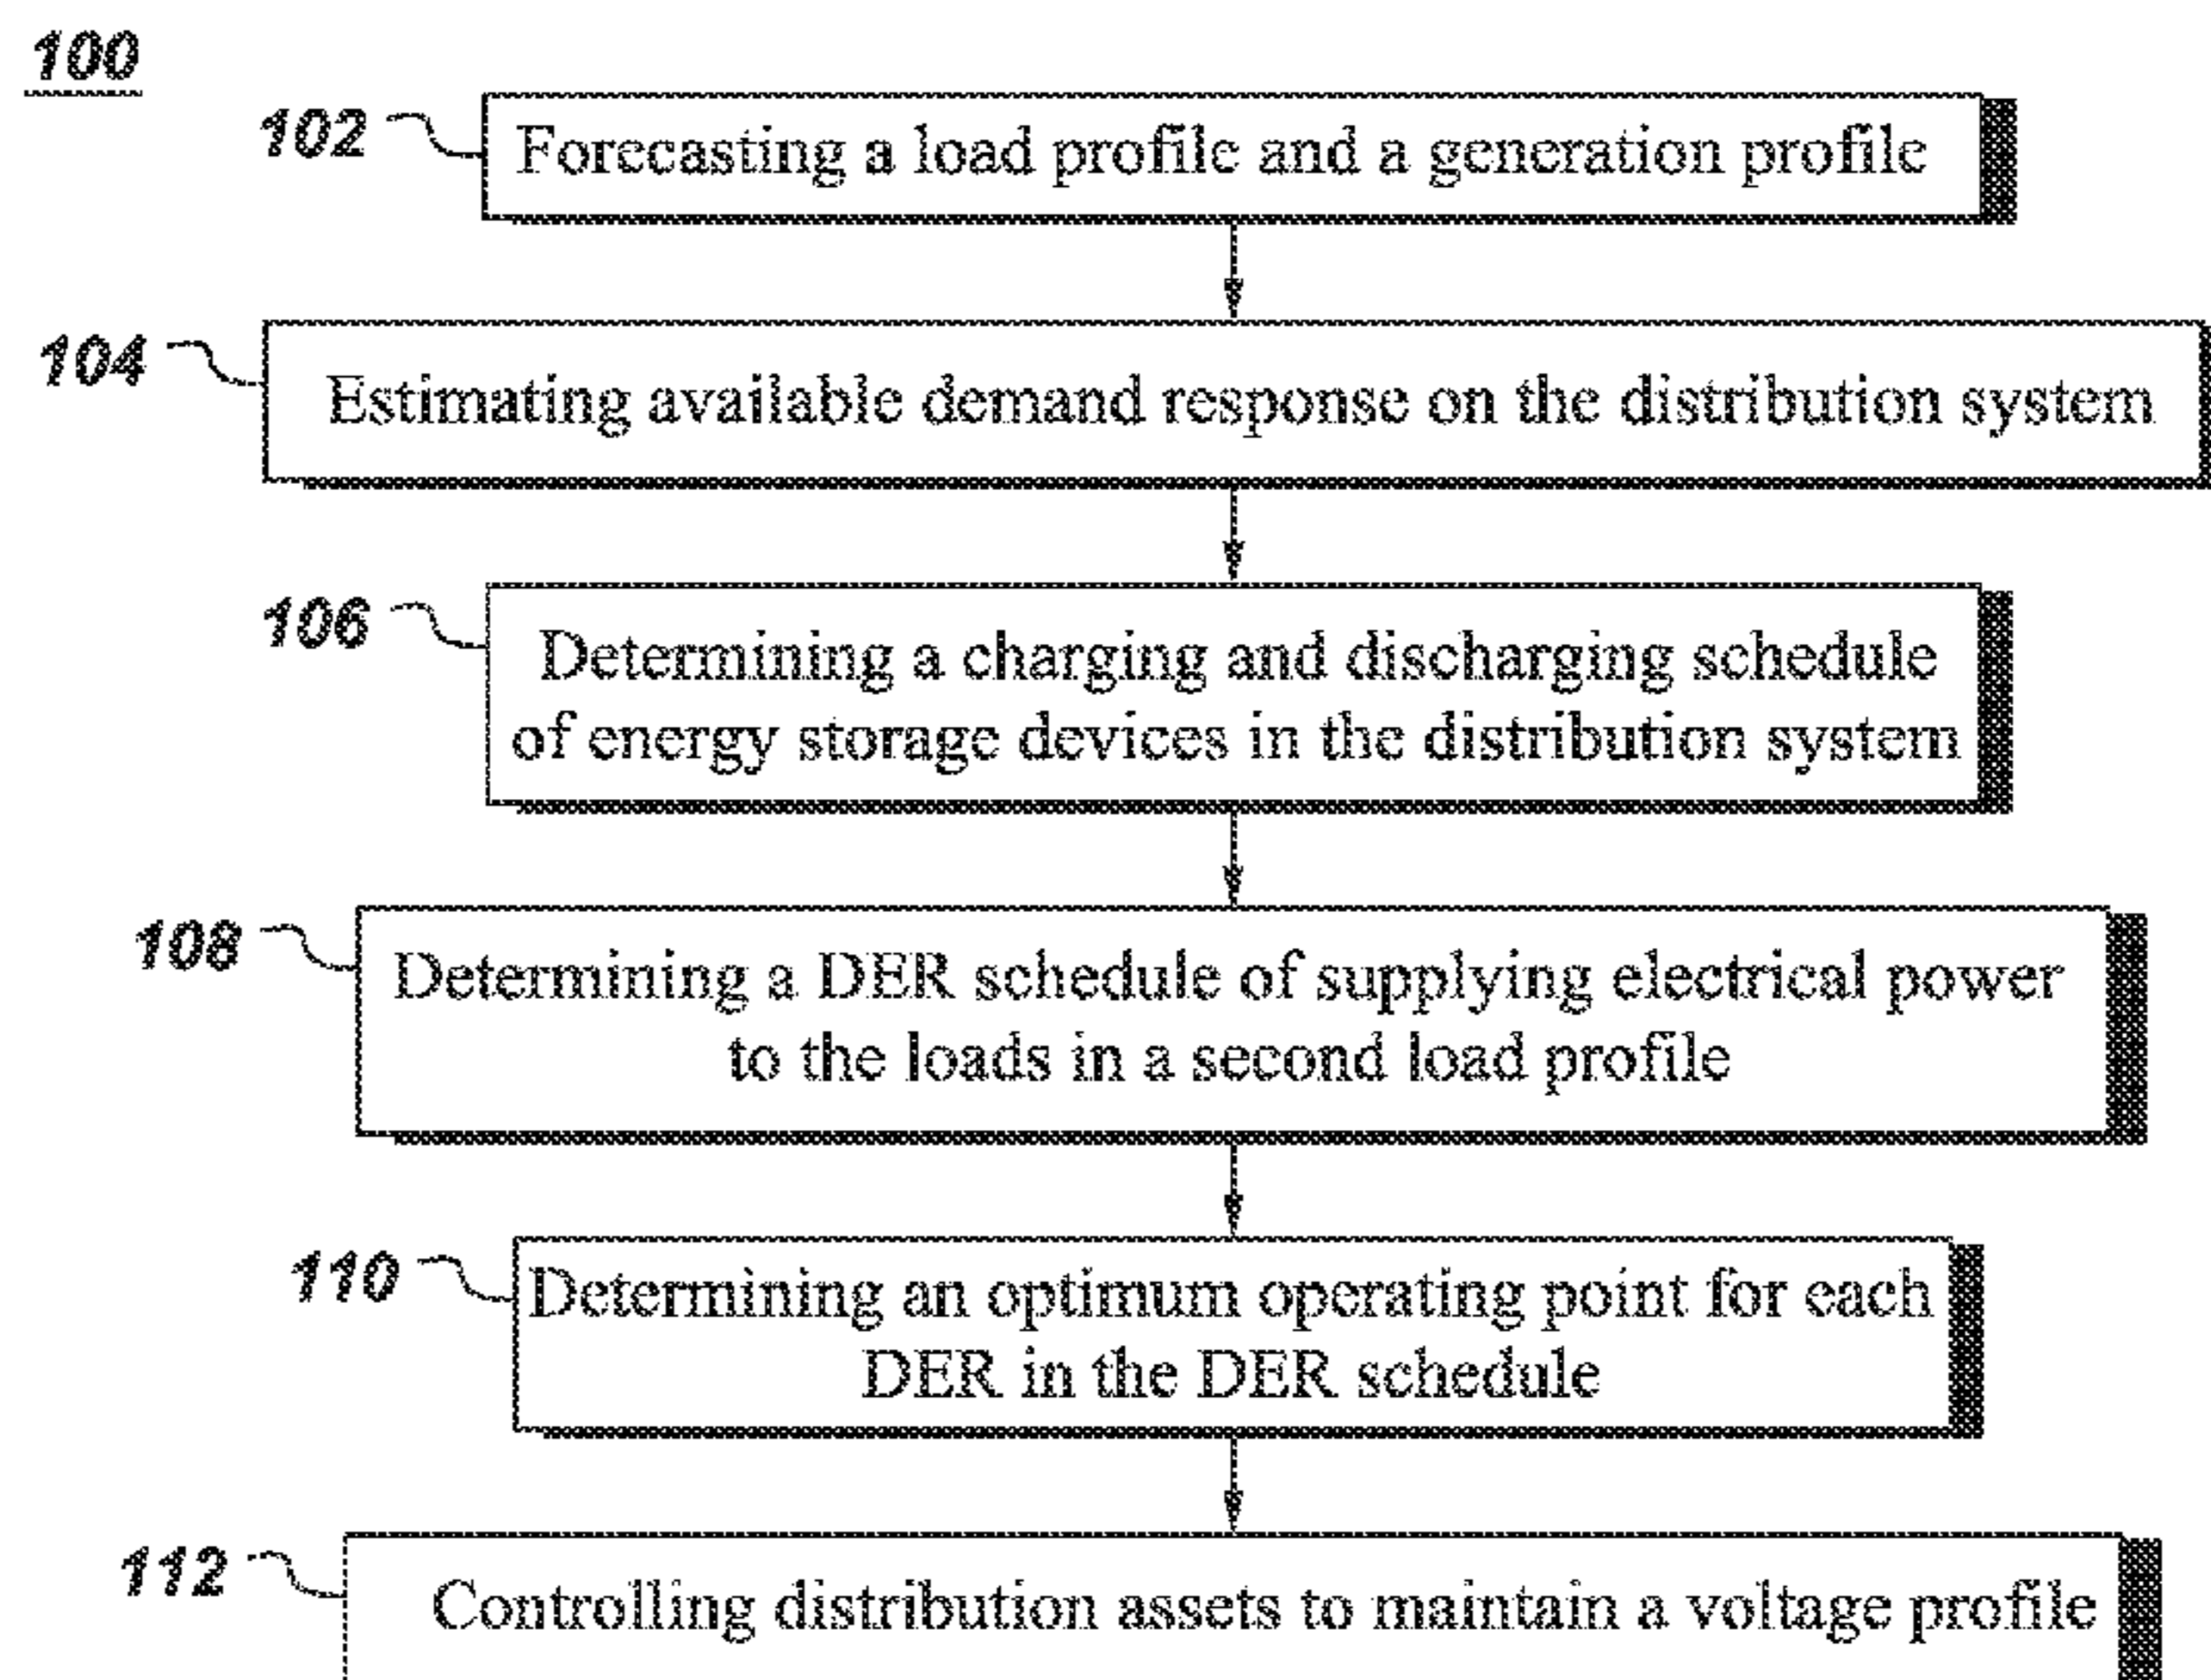 100
102 Forecasting a load profile and a generation profile
104 Estimating available demand response on the distribution system
106 Determining a charging and discharging schedule
of energy storage devices in the distribution system
108 Determining a DER schedule of supplying electrical power
to the loads in a second load profile
110 Determining an optimum operating point for each
DER in the DER schedule
112 Controlling distribution assets to maintain a voltage profile